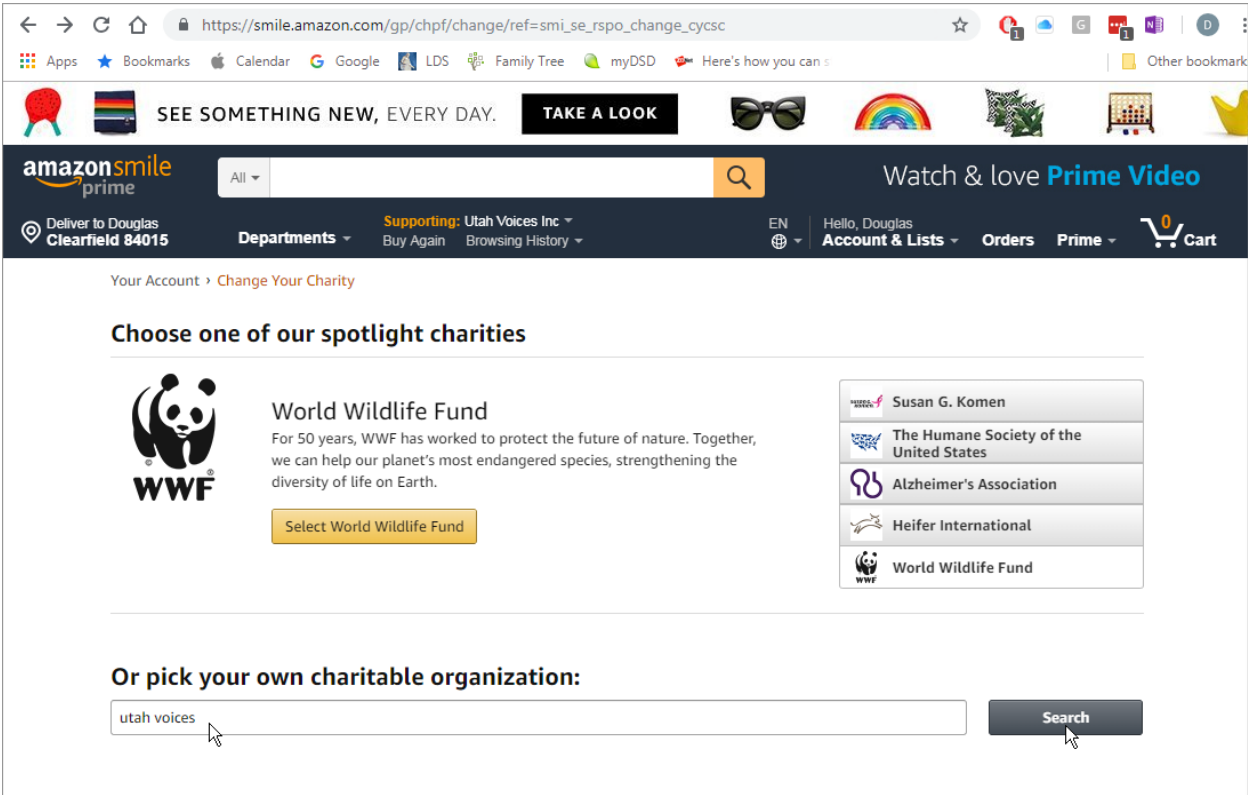 https://smile.amazon.com/gp/chpf/change/ref=smi_se_rspo_change_cycsc
1 G 1 N D
Apps Bookmarks Calendar G Google LDS Family Tree myDSD Here's how you can s Other bookmark
SEE SOMETHING NEW, EVERY DAY. TAKE A LOOK
amazonsmile
prime
All
Watch & love Prime Video
Deliver to Douglas
Clearfield 84015
Departments
Supporting: Utah Voices Inc
Buy Again Browsing History
EN
Hello, Douglas
Account & Lists
Orders
Prime
0
Cart
Your Account › Change Your Charity
Choose one of our spotlight charities
WWF
World Wildlife Fund
For 50 years, WWF has worked to protect the future of nature. Together,
we can help our planet's most endangered species, strengthening the
diversity of life on Earth.
Select World Wildlife Fund
susan g. komen
Susan G. Komen
The Humane Society of the
United States
Alzheimer's Association
Heifer International
WWF
World Wildlife Fund
Or pick your own charitable organization:
utah voices
Search